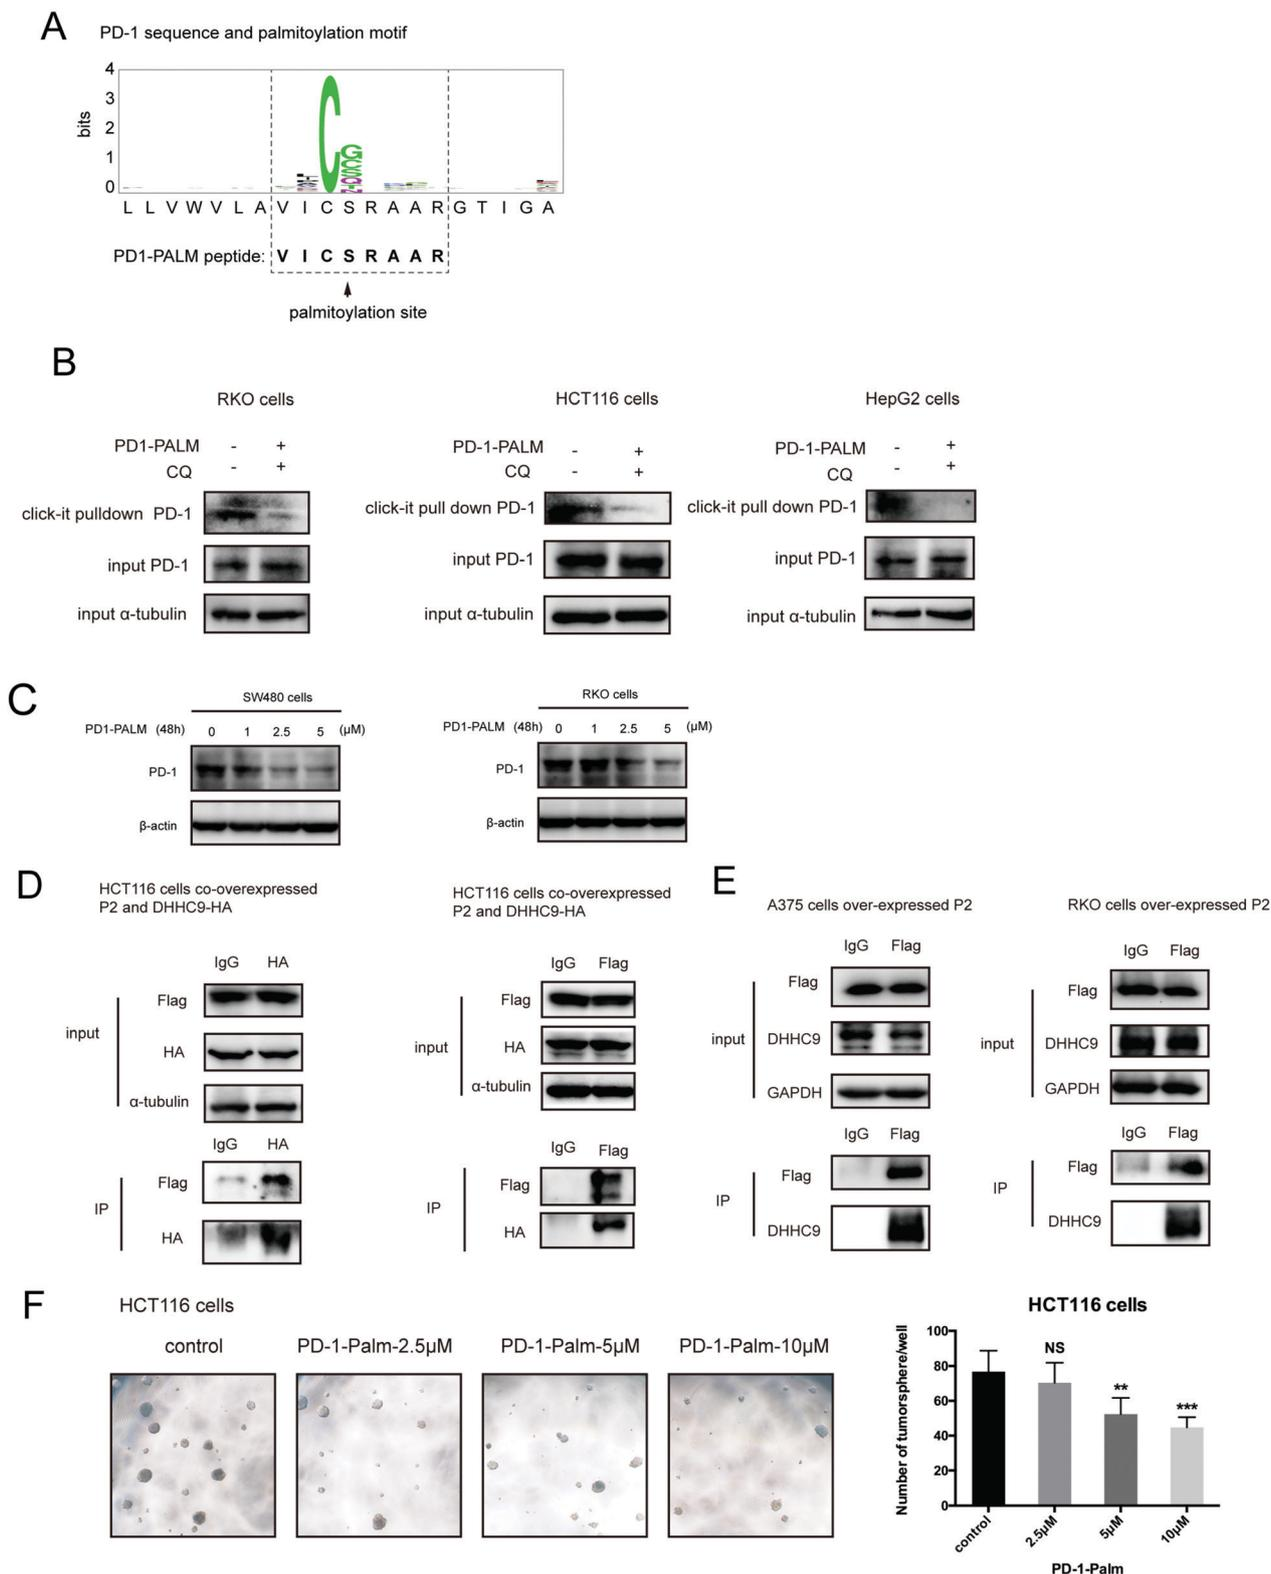 A
PD-1 sequence and palmitoylation motif
4
3
2
1
0
bits
C
L L V W V L A V I C S R A A R G T I G A
PD1-PALM peptide: V I C S R A A R
palmitoylation site
B
RKO cells
PD1-PALM - +
CQ - +
click-it pulldown PD-1
input PD-1
input α-tubulin
HCT116 cells
PD-1-PALM - +
CQ - +
click-it pull down PD-1
input PD-1
input α-tubulin
HepG2 cells
PD-1-PALM - +
CQ - +
click-it pull down PD-1
input PD-1
input α-tubulin
C
SW480 cells
PD1-PALM (48h) 0 1 2.5 5 (μM)
PD-1
β-actin
RKO cells
PD1-PALM (48h) 0 1 2.5 5 (μM)
PD-1
β-actin
D
HCT116 cells co-overexpressed
P2 and DHHC9-HA
IgG HA
input
Flag
HA
α-tubulin
IgG HA
IP
Flag
HA
HCT116 cells co-overexpressed
P2 and DHHC9-HA
IgG Flag
input
Flag
HA
α-tubulin
IgG Flag
IP
Flag
HA
E
A375 cells over-expressed P2
IgG Flag
input
Flag
DHHC9
GAPDH
IgG Flag
IP
Flag
DHHC9
RKO cells over-expressed P2
IgG Flag
input
Flag
DHHC9
GAPDH
IgG Flag
IP
Flag
DHHC9
F
HCT116 cells
control PD-1-Palm-2.5μM PD-1-Palm-5μM PD-1-Palm-10μM
HCT116 cells
Number of tumorsphere/well
100
80
60
40
20
0
NS
**
***
control 2.5μM 5μM 10μM
PD-1-Palm